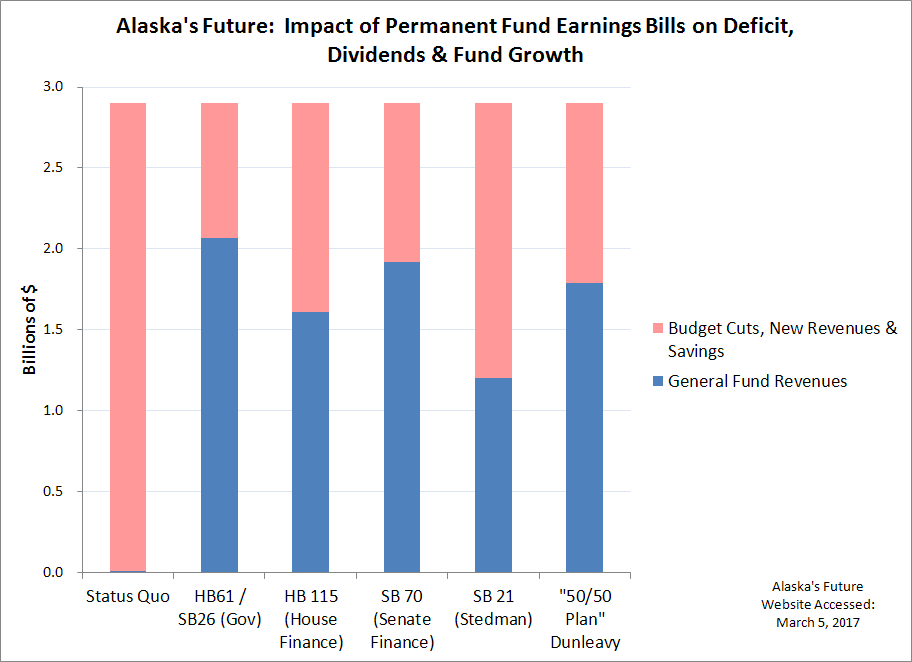 Alaska's Future:  Impact of Permanent Fund Earnings Bills on Deficit,
Dividends & Fund Growth
3.0
2.5
2.0
1.5
1.0
0.5
0.0
Billions of $
Status Quo
HB61 /
SB26 (Gov)
HB 115
(House
Finance)
SB 70
(Senate
Finance)
SB 21
(Stedman)
"50/50
Plan"
Dunleavy
Budget Cuts, New Revenues &
Savings
General Fund Revenues
Alaska's Future
Website Accessed:
March 5, 2017